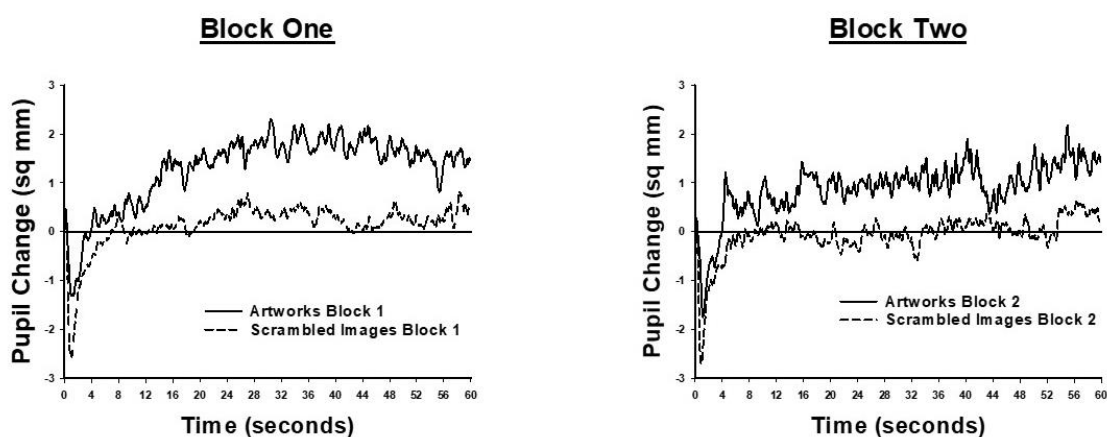 Block One
Pupil Change (sq mm)
3
2
1
0
-1
-2
-3
Artworks Block 1
Scrambled Images Block 1
0 4 8 12 16 20 24 28 32 36 40 44 48 52 56 60
Time (seconds)
Block Two
Pupil Change (sq mm)
3
2
1
0
-1
-2
-3
Artworks Block 2
Scrambled Images Block 2
0 4 8 12 16 20 24 28 32 36 40 44 48 52 56 60
Time (seconds)